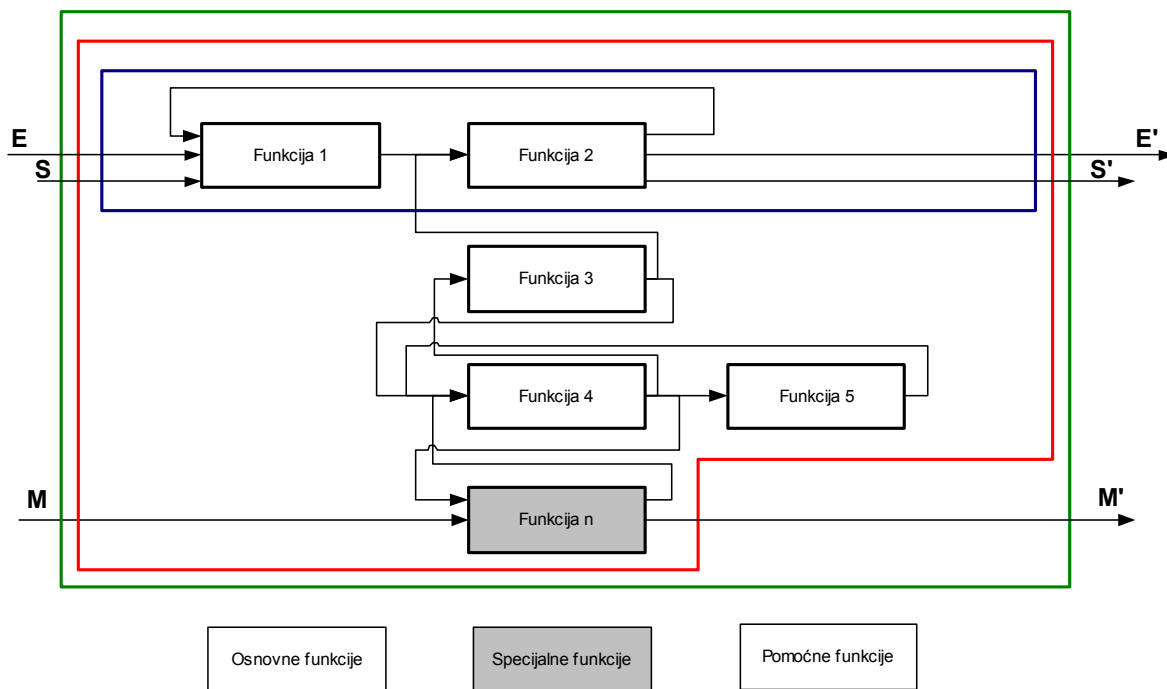 E
S
Funkcija 1
Funkcija 2
E'
S'
Funkcija 3
Funkcija 4
Funkcija 5
M
Funkcija n
M'
Osnovne funkcije
Specijalne funkcije
Pomoćne funkcije